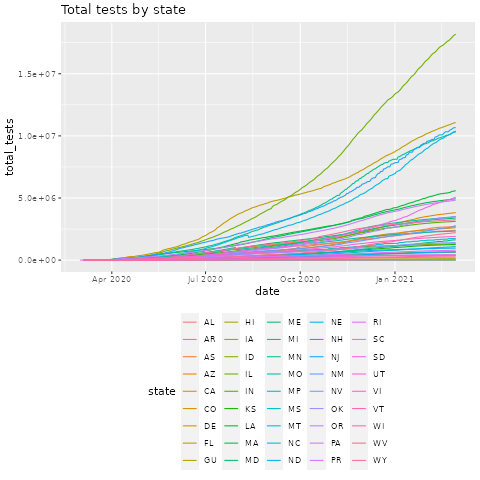 Total tests by state
1.5e+07
1.0e+07
5.0e+06
0.0e+00
total_tests
Apr 2020 Jul 2020 Oct 2020 Jan 2021
date
state
AL HI ME NE RI
AR IA MI NH SC
AS ID MN NJ SD
AZ IL MO NM UT
CA IN MP NV VI
CO KS MS OK VT
DE LA MT OR WI
FL MA NC PA WV
GU MD ND PR WY